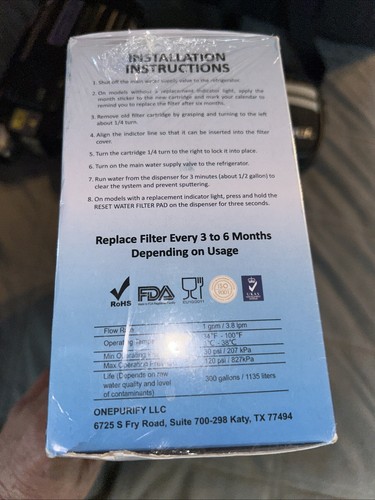 INSTALLATION
INSTRUCTIONS
1. Shut off the main water supply valve to the refrigerator.
2. On models without a replacement indicator light, apply the
month sticker to the new cartridge and mark your calendar to
remind you to replace the filter after six months.
3. Remove old filter cartridge by grasping and turning to the left
about 1/4 turn.
4. Align the indictor line so that it can be inserted into the filter
cover.
5. Turn the cartridge 1/4 turn to the right to lock it into place.
6. Turn on the main water supply valve to the refrigerator.
7. Run water from the dispenser for 3 minutes (about 1/2 gallon) to
clear the system and prevent sputtering.
8. On models with a replacement indicator light, press and hold the
RESET WATER FILTER PAD on the dispenser for three seconds.
Replace Filter Every 3 to 6 Months
Depending on Usage
RoHS
FDA
ISO
Flow 1 gpm / 3.8 lpm
Operating - 100°F
- 38°C
Min Operating 30 psi / 207 kPa
Max Operating 120 psi / 827kPa
Life (Depends on raw
water quality and level
of contaminants) 300 gallons / 1135 liters
ONEPURIFY LLC
6725 S Fry Road, Suite 700-298 Katy, TX 77494